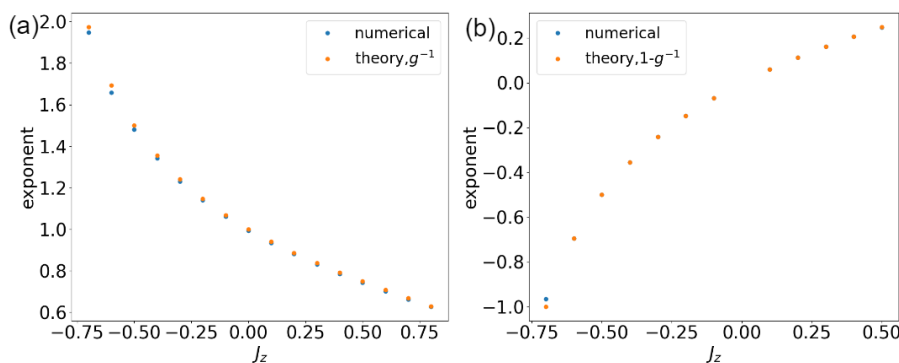 (a)
2.0
1.8
1.6
1.4
1.2
1.0
0.8
0.6
exponent
numerical
theory,g⁻¹
−0.75 −0.50 −0.25 0.00 0.25 0.50 0.75
J_z
(b)
0.2
0.0
−0.2
−0.4
−0.6
−0.8
−1.0
exponent
numerical
theory,1-g⁻¹
−0.75 −0.50 −0.25 0.00 0.25 0.50
J_z